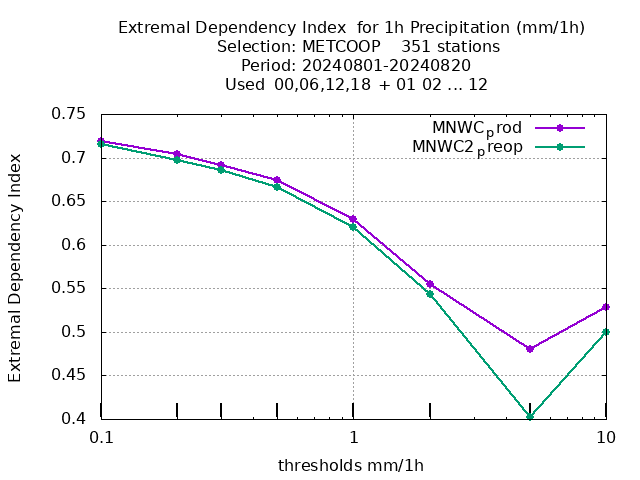 Extremal Dependency Index  for 1h Precipitation (mm/1h)
Selection: METCOOP    351 stations
Period: 20240801-20240820
Used  00,06,12,18 + 01 02 ... 12
MNWCprod
MNWC2preop
Extremal Dependency Index
0.75
0.7
0.65
0.6
0.55
0.5
0.45
0.4
0.1
1
10
thresholds mm/1h